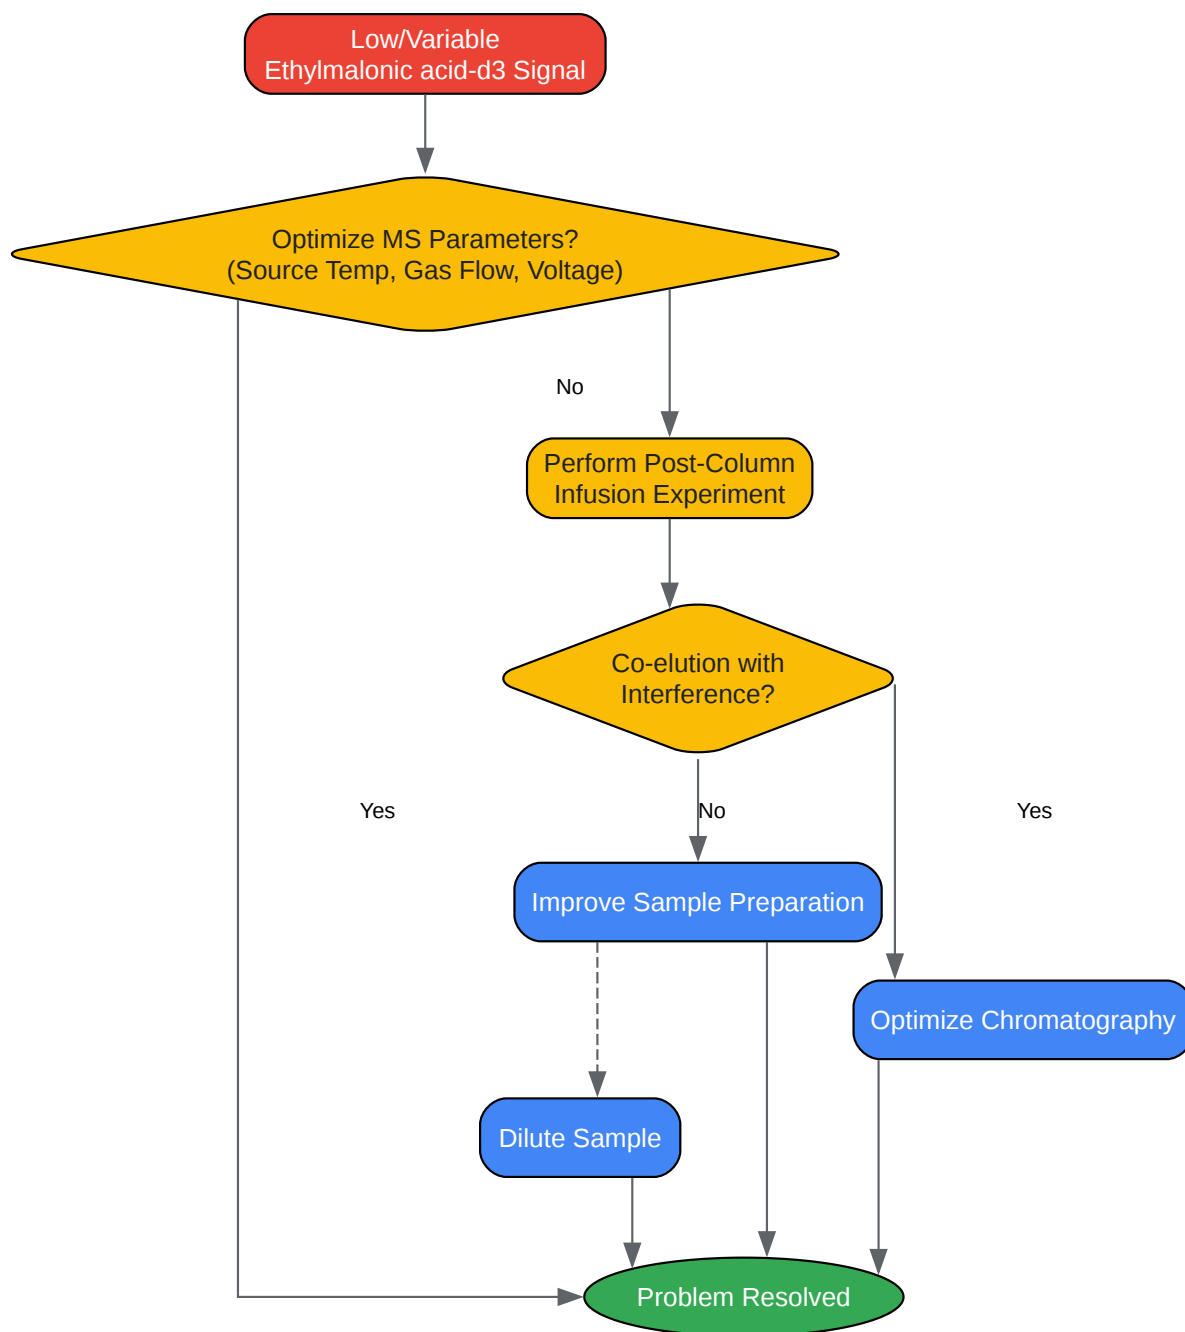 Low/Variable
Ethylmalonic acid-d3 Signal
Optimize MS Parameters?
(Source Temp, Gas Flow, Voltage)
No
Perform Post-Column
Infusion Experiment
Co-elution with
Interference?
Yes
No
Yes
Improve Sample Preparation
Optimize Chromatography
Dilute Sample
Problem Resolved